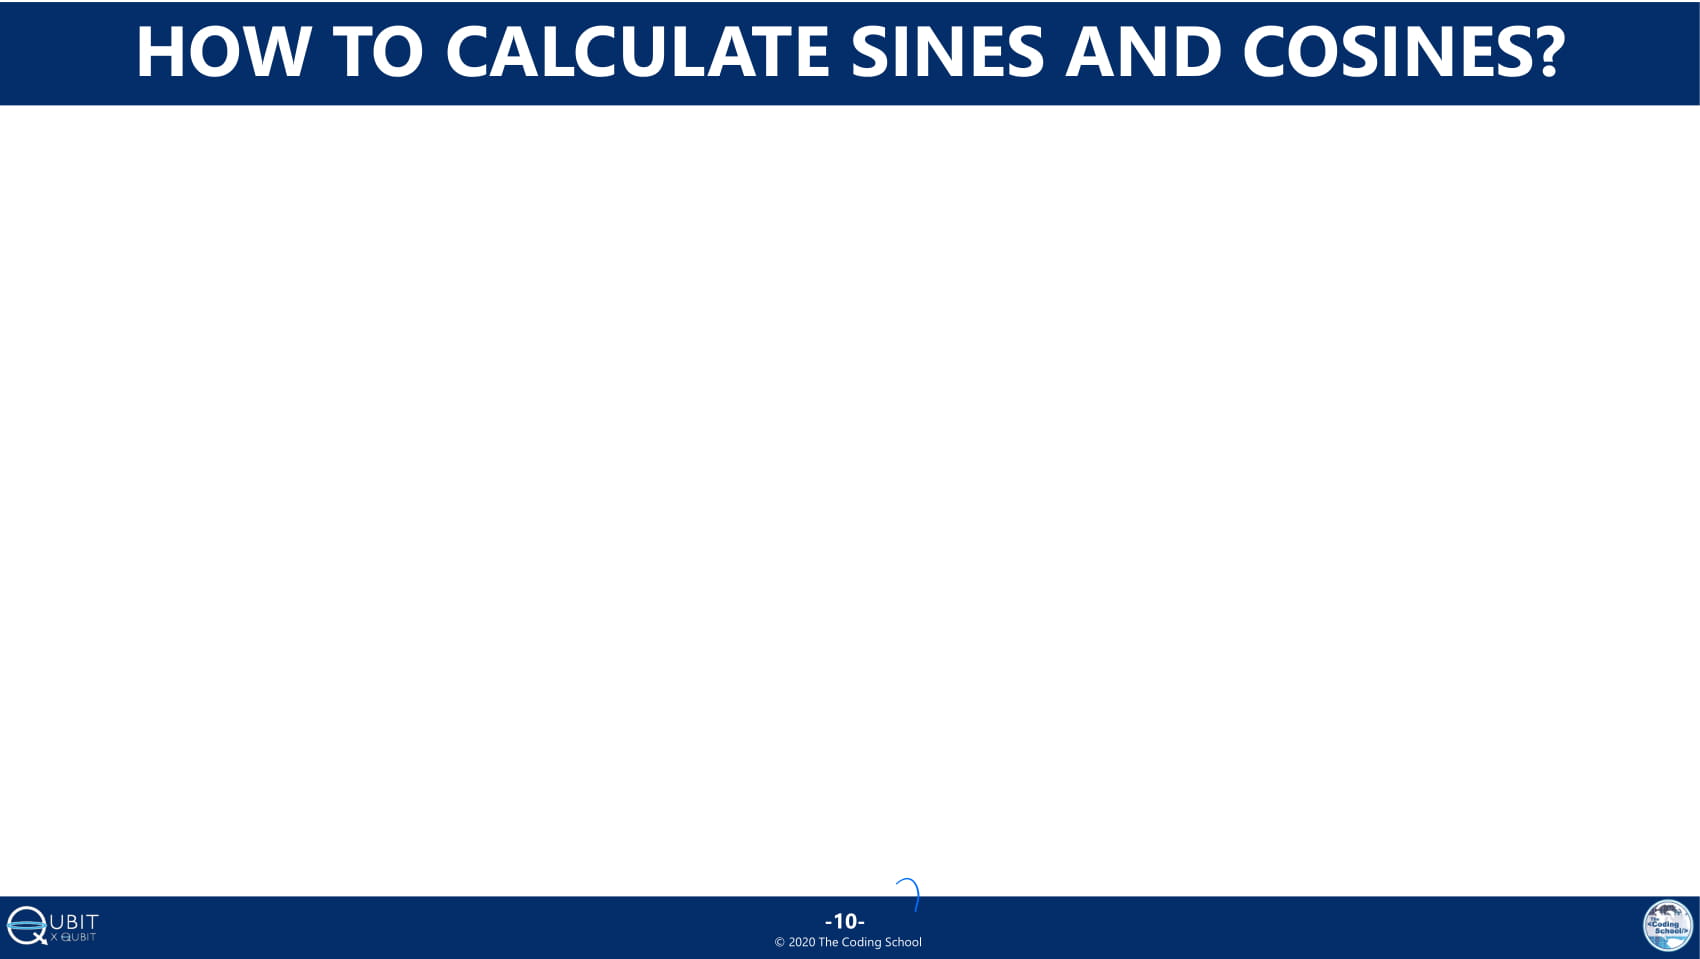 HOW TO CALCULATE SINES AND COSINES?
QUBIT
X QUBIT
-10-
© 2020 The Coding School
The
<Coding
School/>